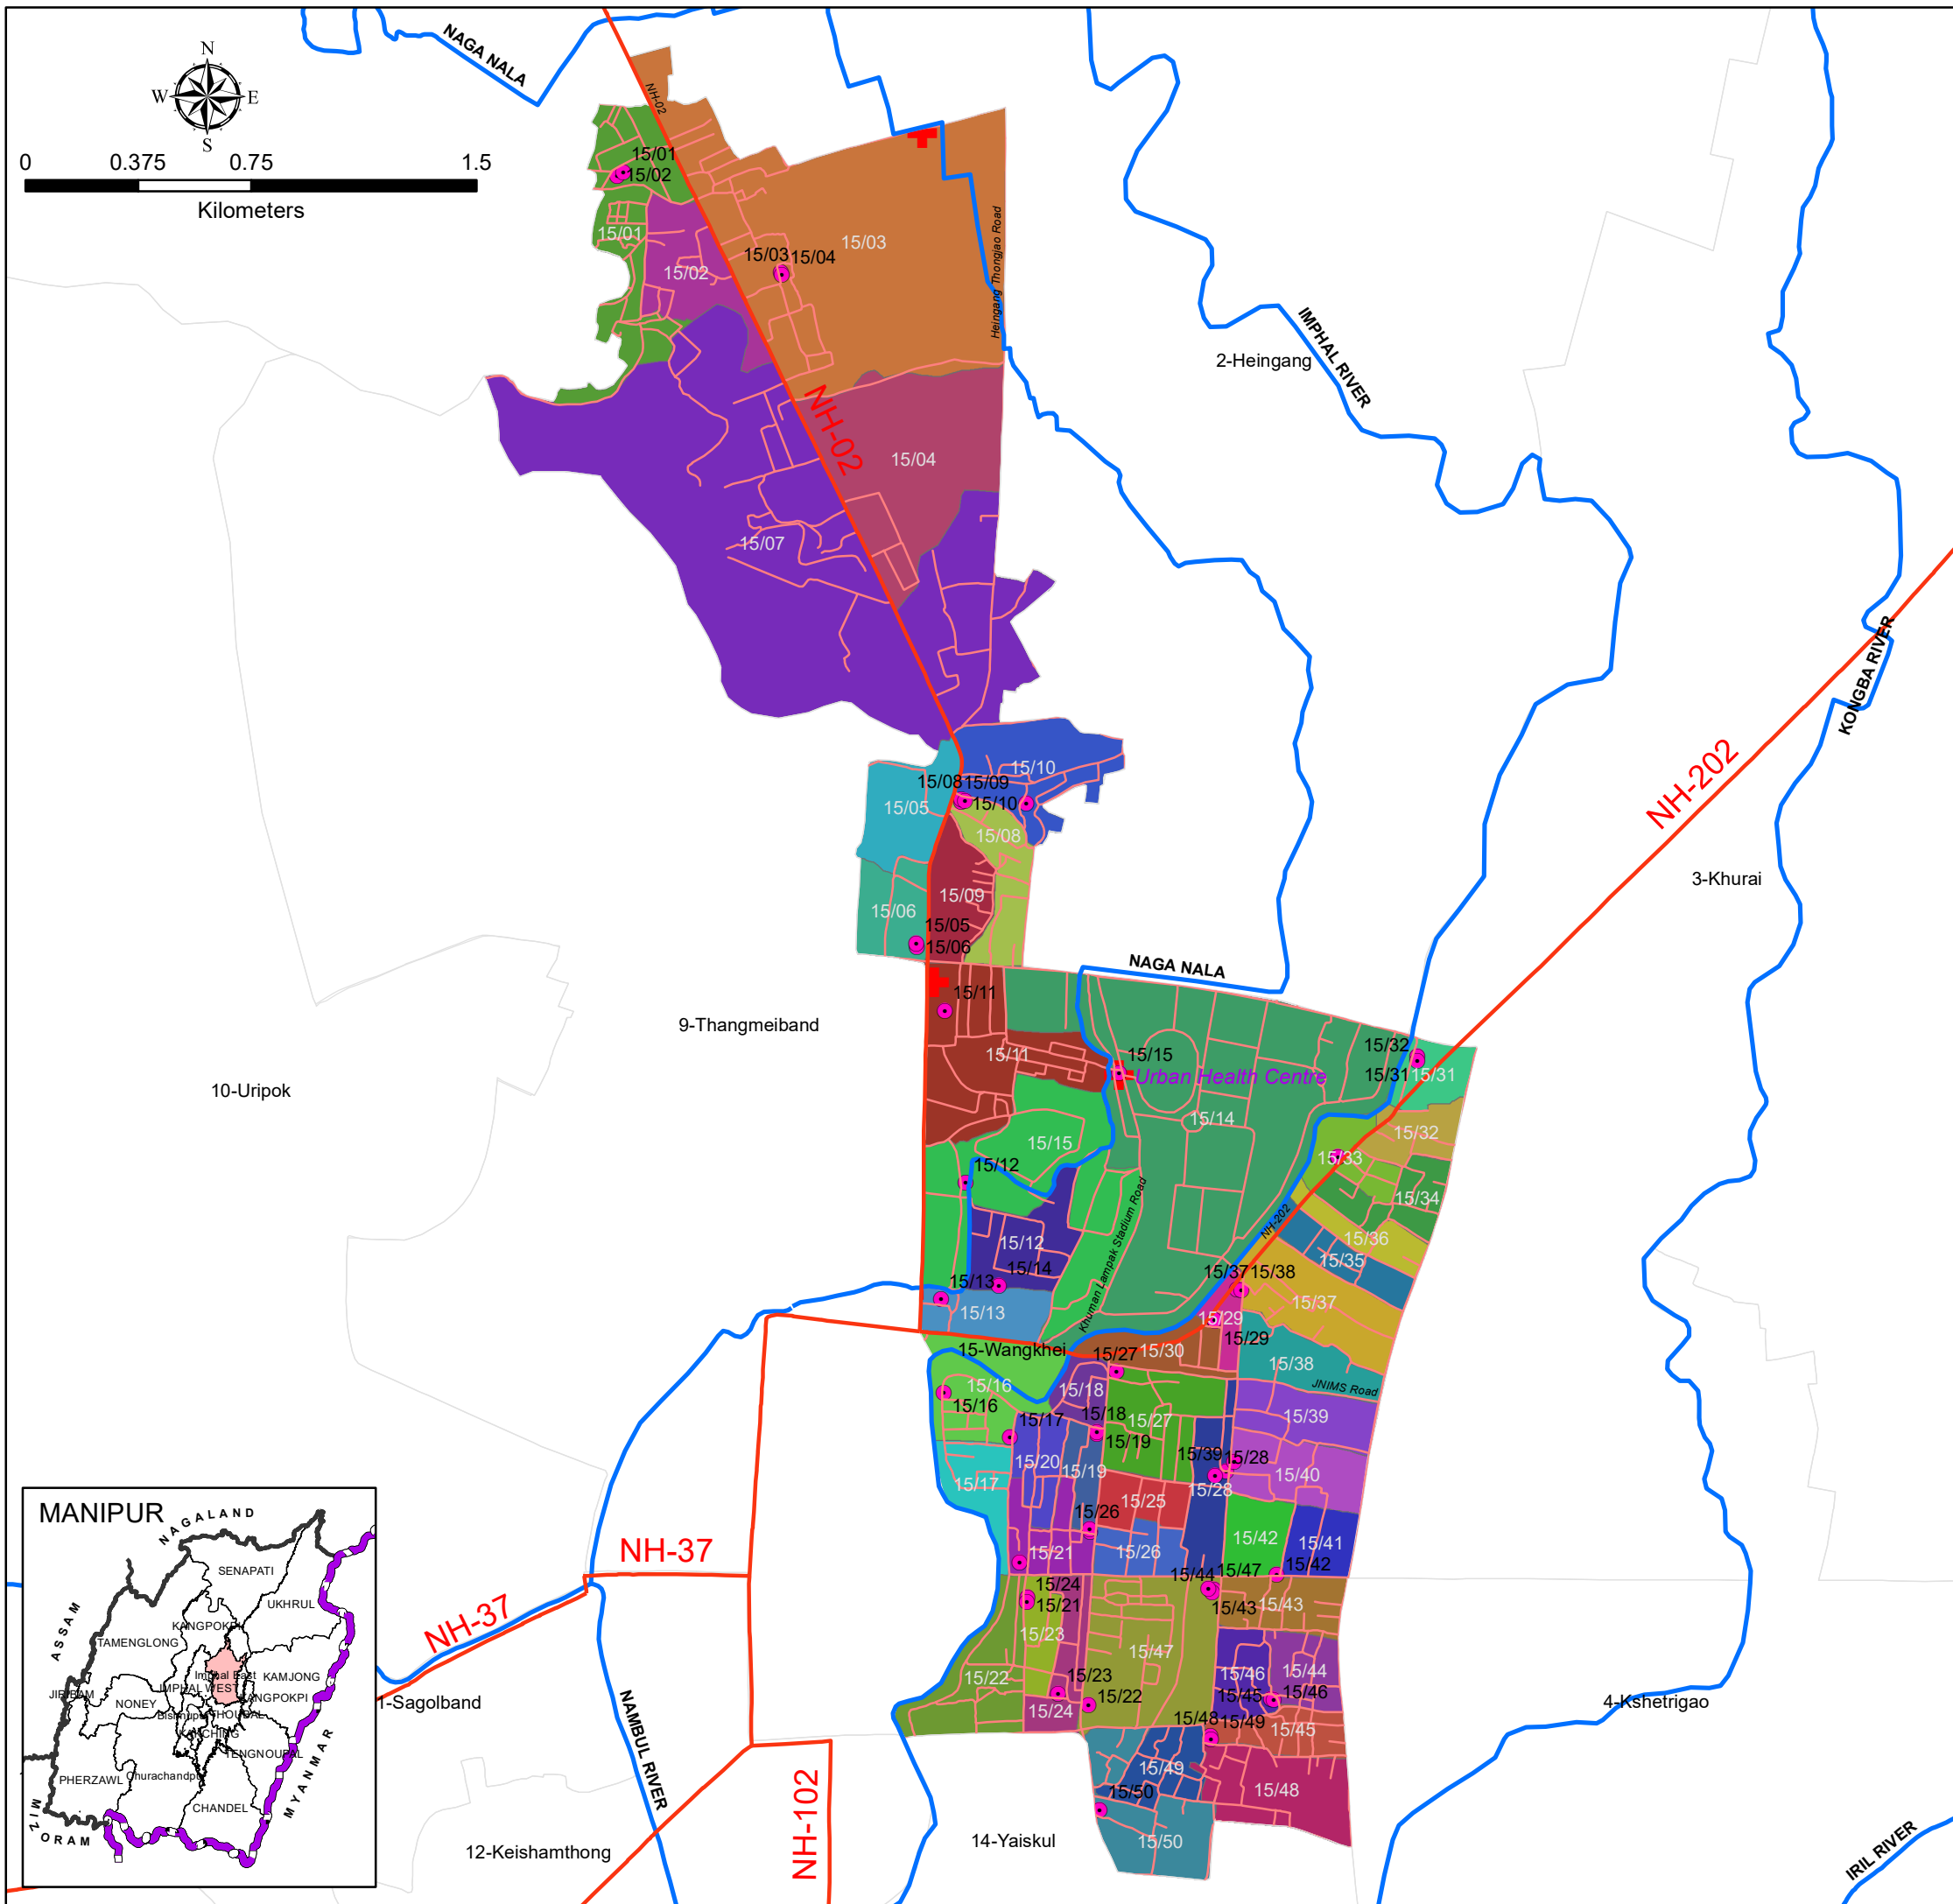 NAGA NALA
N
W
E
S
0
0.375
0.75
1.5
Kilometers
NH-02
15/01
15/02
15/01
15/02
15/03
15/04
15/03
Heingang Thongjao Road
IMPHAL RIVER
2-Heingang
NH-02
15/04
15/07
KONGBA RIVER
NH-202
15/10
15/08
15/09
15/05
15/10
15/08
3-Khurai
15/09
15/06
15/05
15/06
NAGA NALA
15/11
9-Thangmeiband
15/11
15/15
Urban Health Centre
15/32
15/31
15/31
10-Uripok
15/14
15/15
15/32
15/33
15/12
15/34
Khuman Lampak Stadium Road
NH-202
15/12
15/36
15/35
15/14
15/13
15/37
15/38
15/13
15/37
15/29
15/29
15-Wangkhei
15/27
15/30
15/38
JNIMS Road
15/16
15/16
15/18
15/17
15/18
15/27
15/39
15/19
15/39
15/28
15/20
15/19
15/17
15/40
15/28
15/25
15/26
15/42
15/41
15/21
15/26
15/44
15/47
15/42
15/24
15/21
15/43
15/43
15/23
15/47
15/46
15/44
15/22
15/23
15/22
15/45
15/46
15/24
15/48
15/49
15/45
15/49
15/50
15/48
15/50
NH-37
NH-37
1-Sagolband
NAMBUL RIVER
NH-102
12-Keishamthong
14-Yaiskul
4-Kshetrigao
IRIL RIVER
MANIPUR
NAGALAND
ASSAM
MIZORAM
MYANMAR
SENAPATI
UKHRUL
KANGPOKPI
TAMENGLONG
Imphal East
KAMJONG
IMPHAL WEST
KANGPOKPI
JIRIBAM
NONEY
Bishnupur
THOUBAL
KAKCHING
TENGNOUPAL
PHERZAWL
Churachandpur
CHANDEL